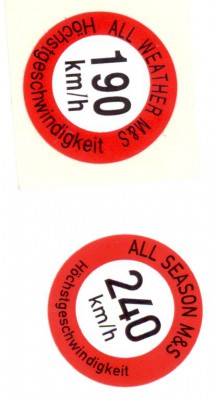 ALL WEATHER M&S
190
km/h
Höchstgeschwindigkeit
ALL SEASON M&S
240
km/h
Höchstgeschwindigkeit